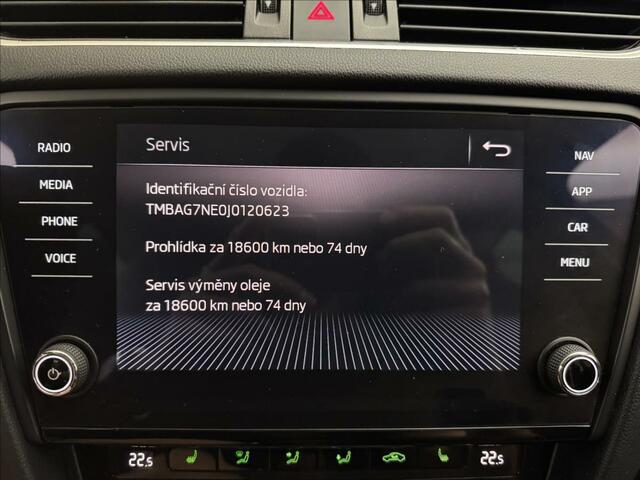 Servis
RADIO
MEDIA
PHONE
VOICE
Identifikační číslo vozidla:
TMBAG7NE0J0120623
Prohlídka za 18600 km nebo 74 dny
Servis výměny oleje
za 18600 km nebo 74 dny
NAV
APP
CAR
MENU
22.5
22.5